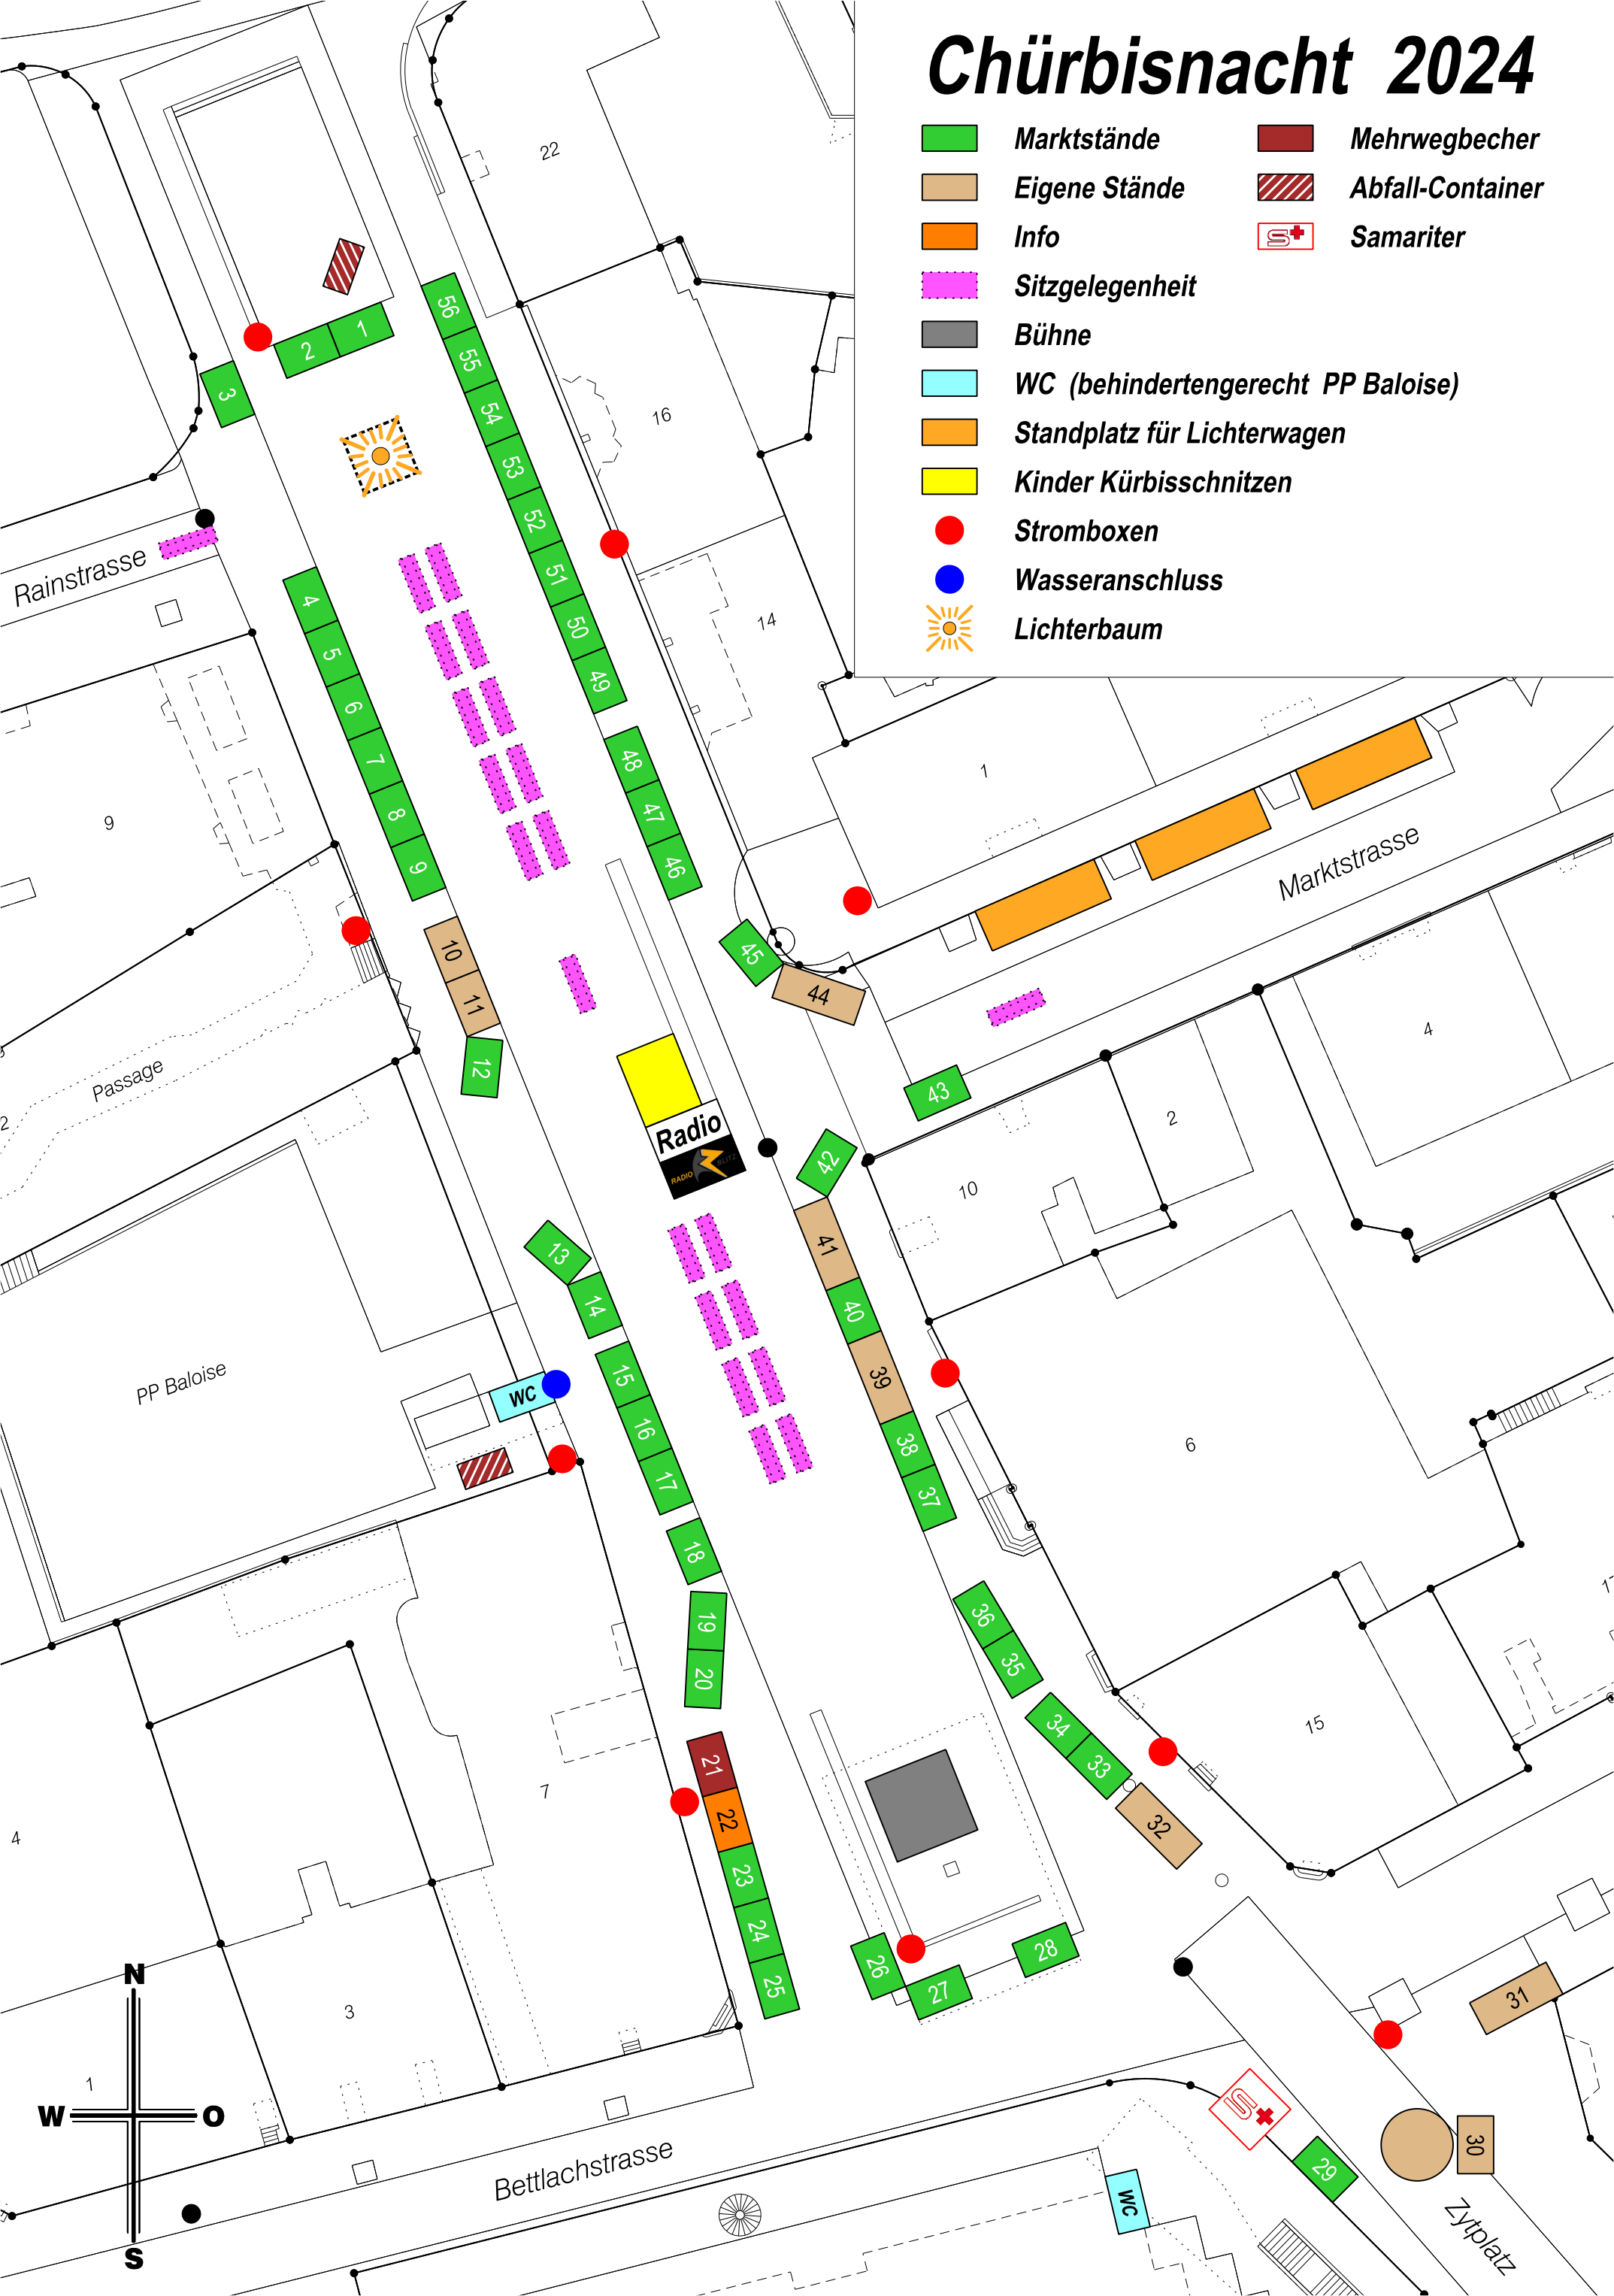 Chürbisnacht 2024
Marktstände
Mehrwegbecher
Eigene Stände
Abfall-Container
Info
S+ Samariter
Sitzgelegenheit
Bühne
WC (behindertengerecht PP Baloise)
Standplatz für Lichterwagen
Kinder Kürbisschnitzen
Stromboxen
Wasseranschluss
Lichterbaum
22
56
1
2
55
3
54
16
53
52
Rainstrasse
51
4
50
14
5
49
6
48
7
1
47
8
9
46
Marktstrasse
9
45
10
44
11
4
12
43
Passage
2
2
Radio
RADIO BLITZ
42
10
13
41
14
40
15
39
PP Baloise
WC
16
38
6
17
37
18
36
19
35
20
34
15
21
33
7
22
32
4
23
24
28
26
25
27
31
N
3
1
W
O
S
30
29
Bettlachstrasse
WC
Zytplatz